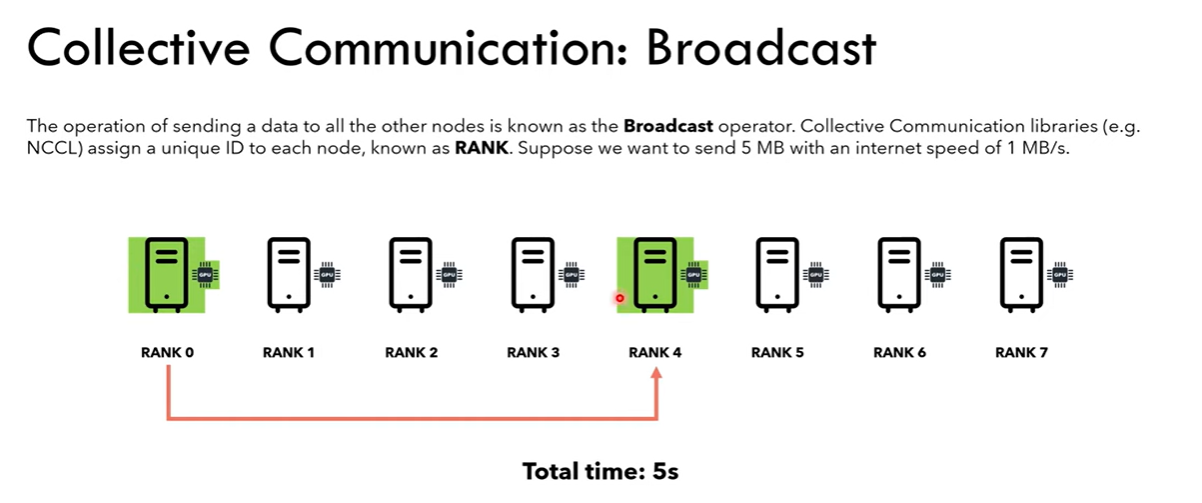 Collective Communication: Broadcast
The operation of sending a data to all the other nodes is known as the Broadcast operator. Collective Communication libraries (e.g.
NCCL) assign a unique ID to each node, known as RANK. Suppose we want to send 5 MB with an internet speed of 1 MB/s.
GPU GPU GPU GPU GPU GPU GPU GPU
RANK 0 RANK 1 RANK 2 RANK 3 RANK 4 RANK 5 RANK 6 RANK 7
Total time: 5s